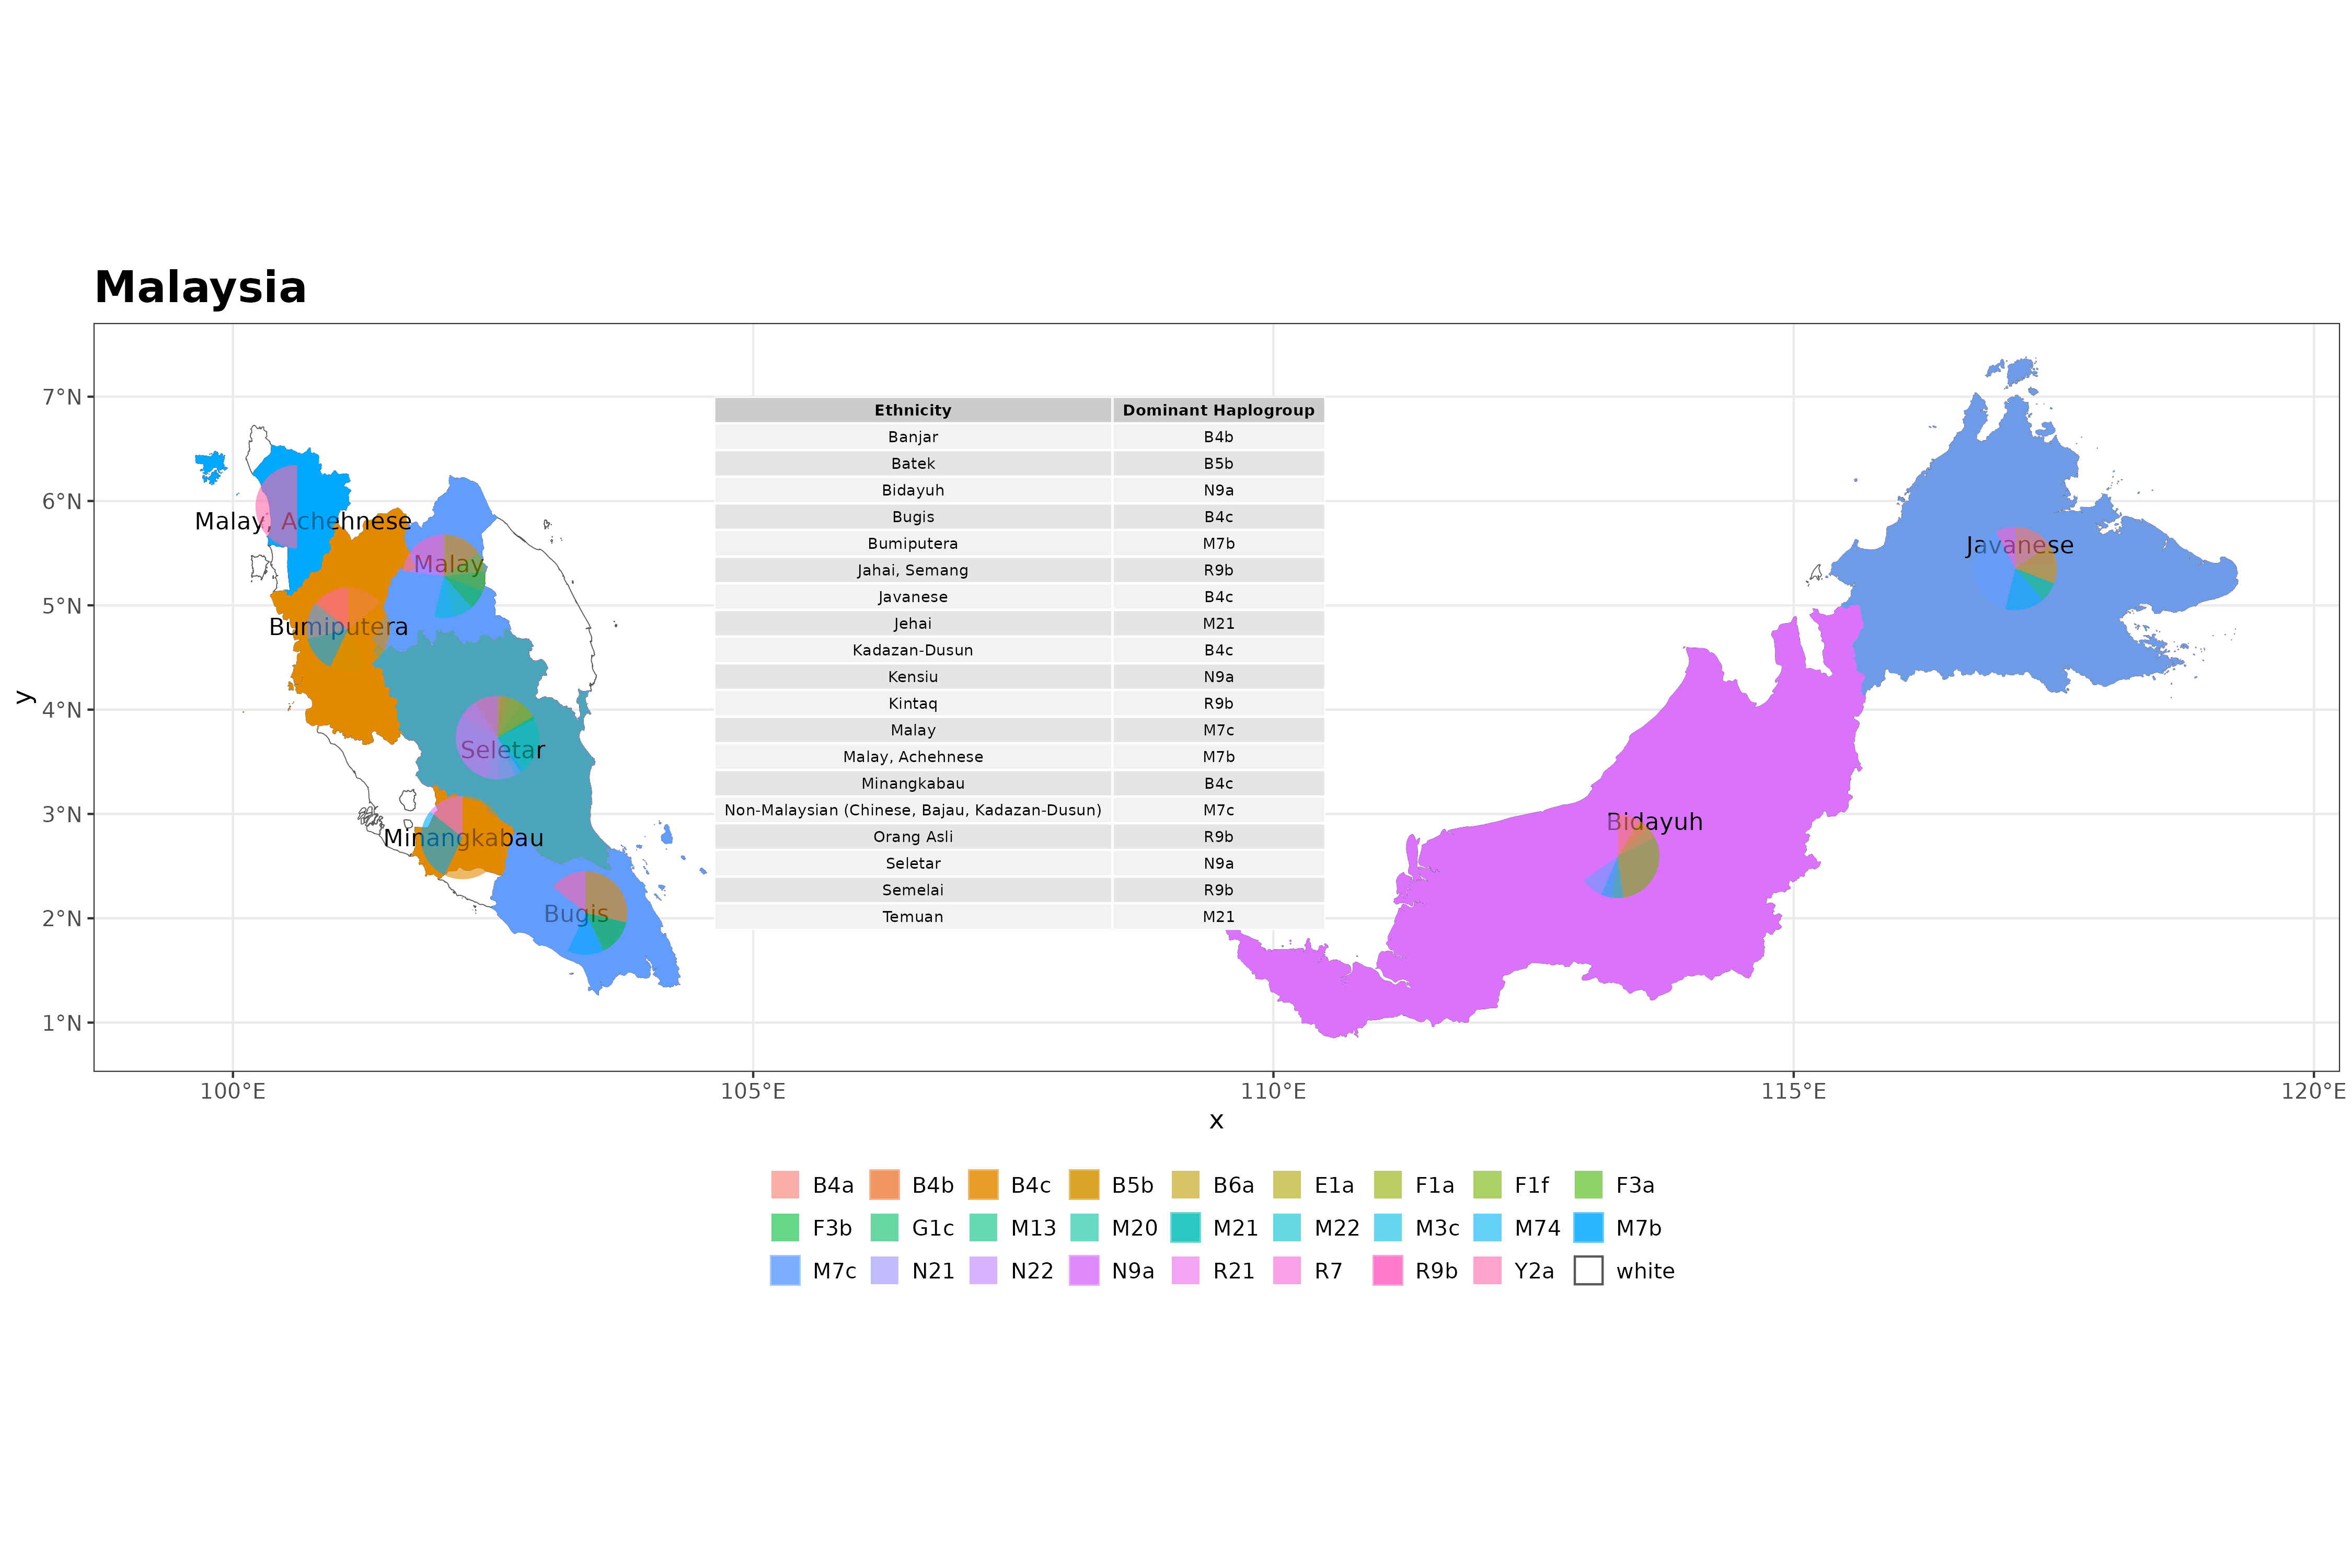 Malaysia
7°N
6°N
5°N
4°N
3°N
2°N
1°N
y
Malay, Achehnese
Malay
Bumiputera
Seletar
Minangkabau
Bugis
Javanese
Bidayuh
Ethnicity Dominant Haplogroup
Banjar B4b
Batek B5b
Bidayuh N9a
Bugis B4c
Bumiputera M7b
Jahai, Semang R9b
Javanese B4c
Jehai M21
Kadazan-Dusun B4c
Kensiu N9a
Kintaq R9b
Malay M7c
Malay, Achehnese M7b
Minangkabau B4c
Non-Malaysian (Chinese, Bajau, Kadazan-Dusun) M7c
Orang Asli R9b
Seletar N9a
Semelai R9b
Temuan M21
100°E 105°E 110°E 115°E 120°E
x
B4a B4b B4c B5b B6a E1a F1a F1f F3a
F3b G1c M13 M20 M21 M22 M3c M74 M7b
M7c N21 N22 N9a R21 R7 R9b Y2a white